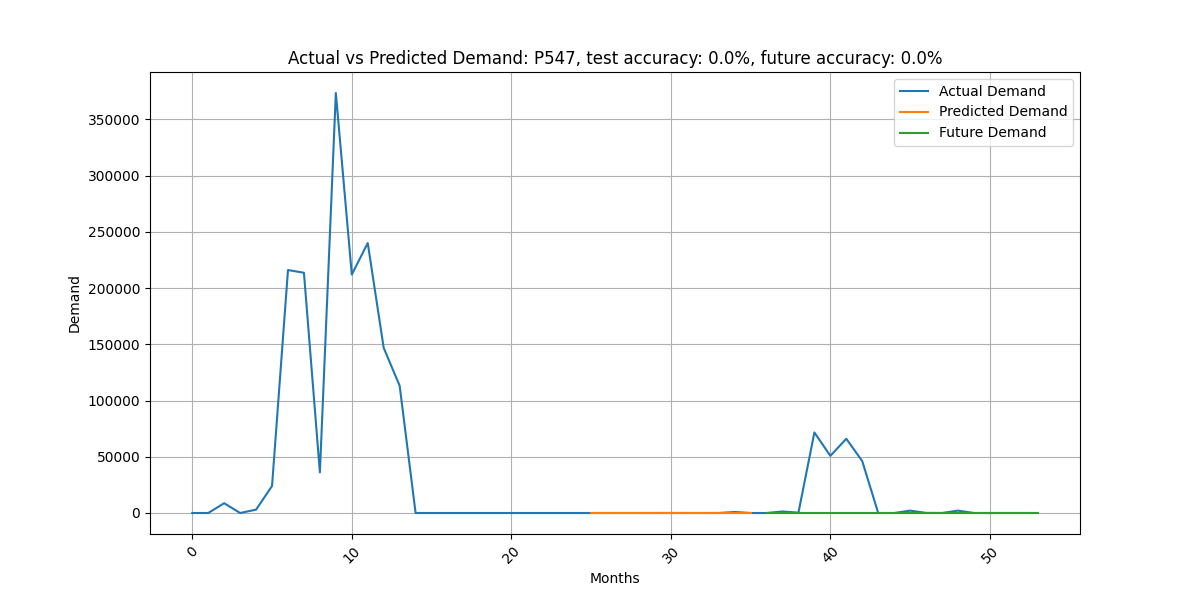 Actual vs Predicted Demand: P547, test accuracy: 0.0%, future accuracy: 0.0%
Actual Demand
Predicted Demand
Future Demand
350000
300000
250000
200000
150000
100000
50000
0
Demand
0
10
20
30
40
50
Months